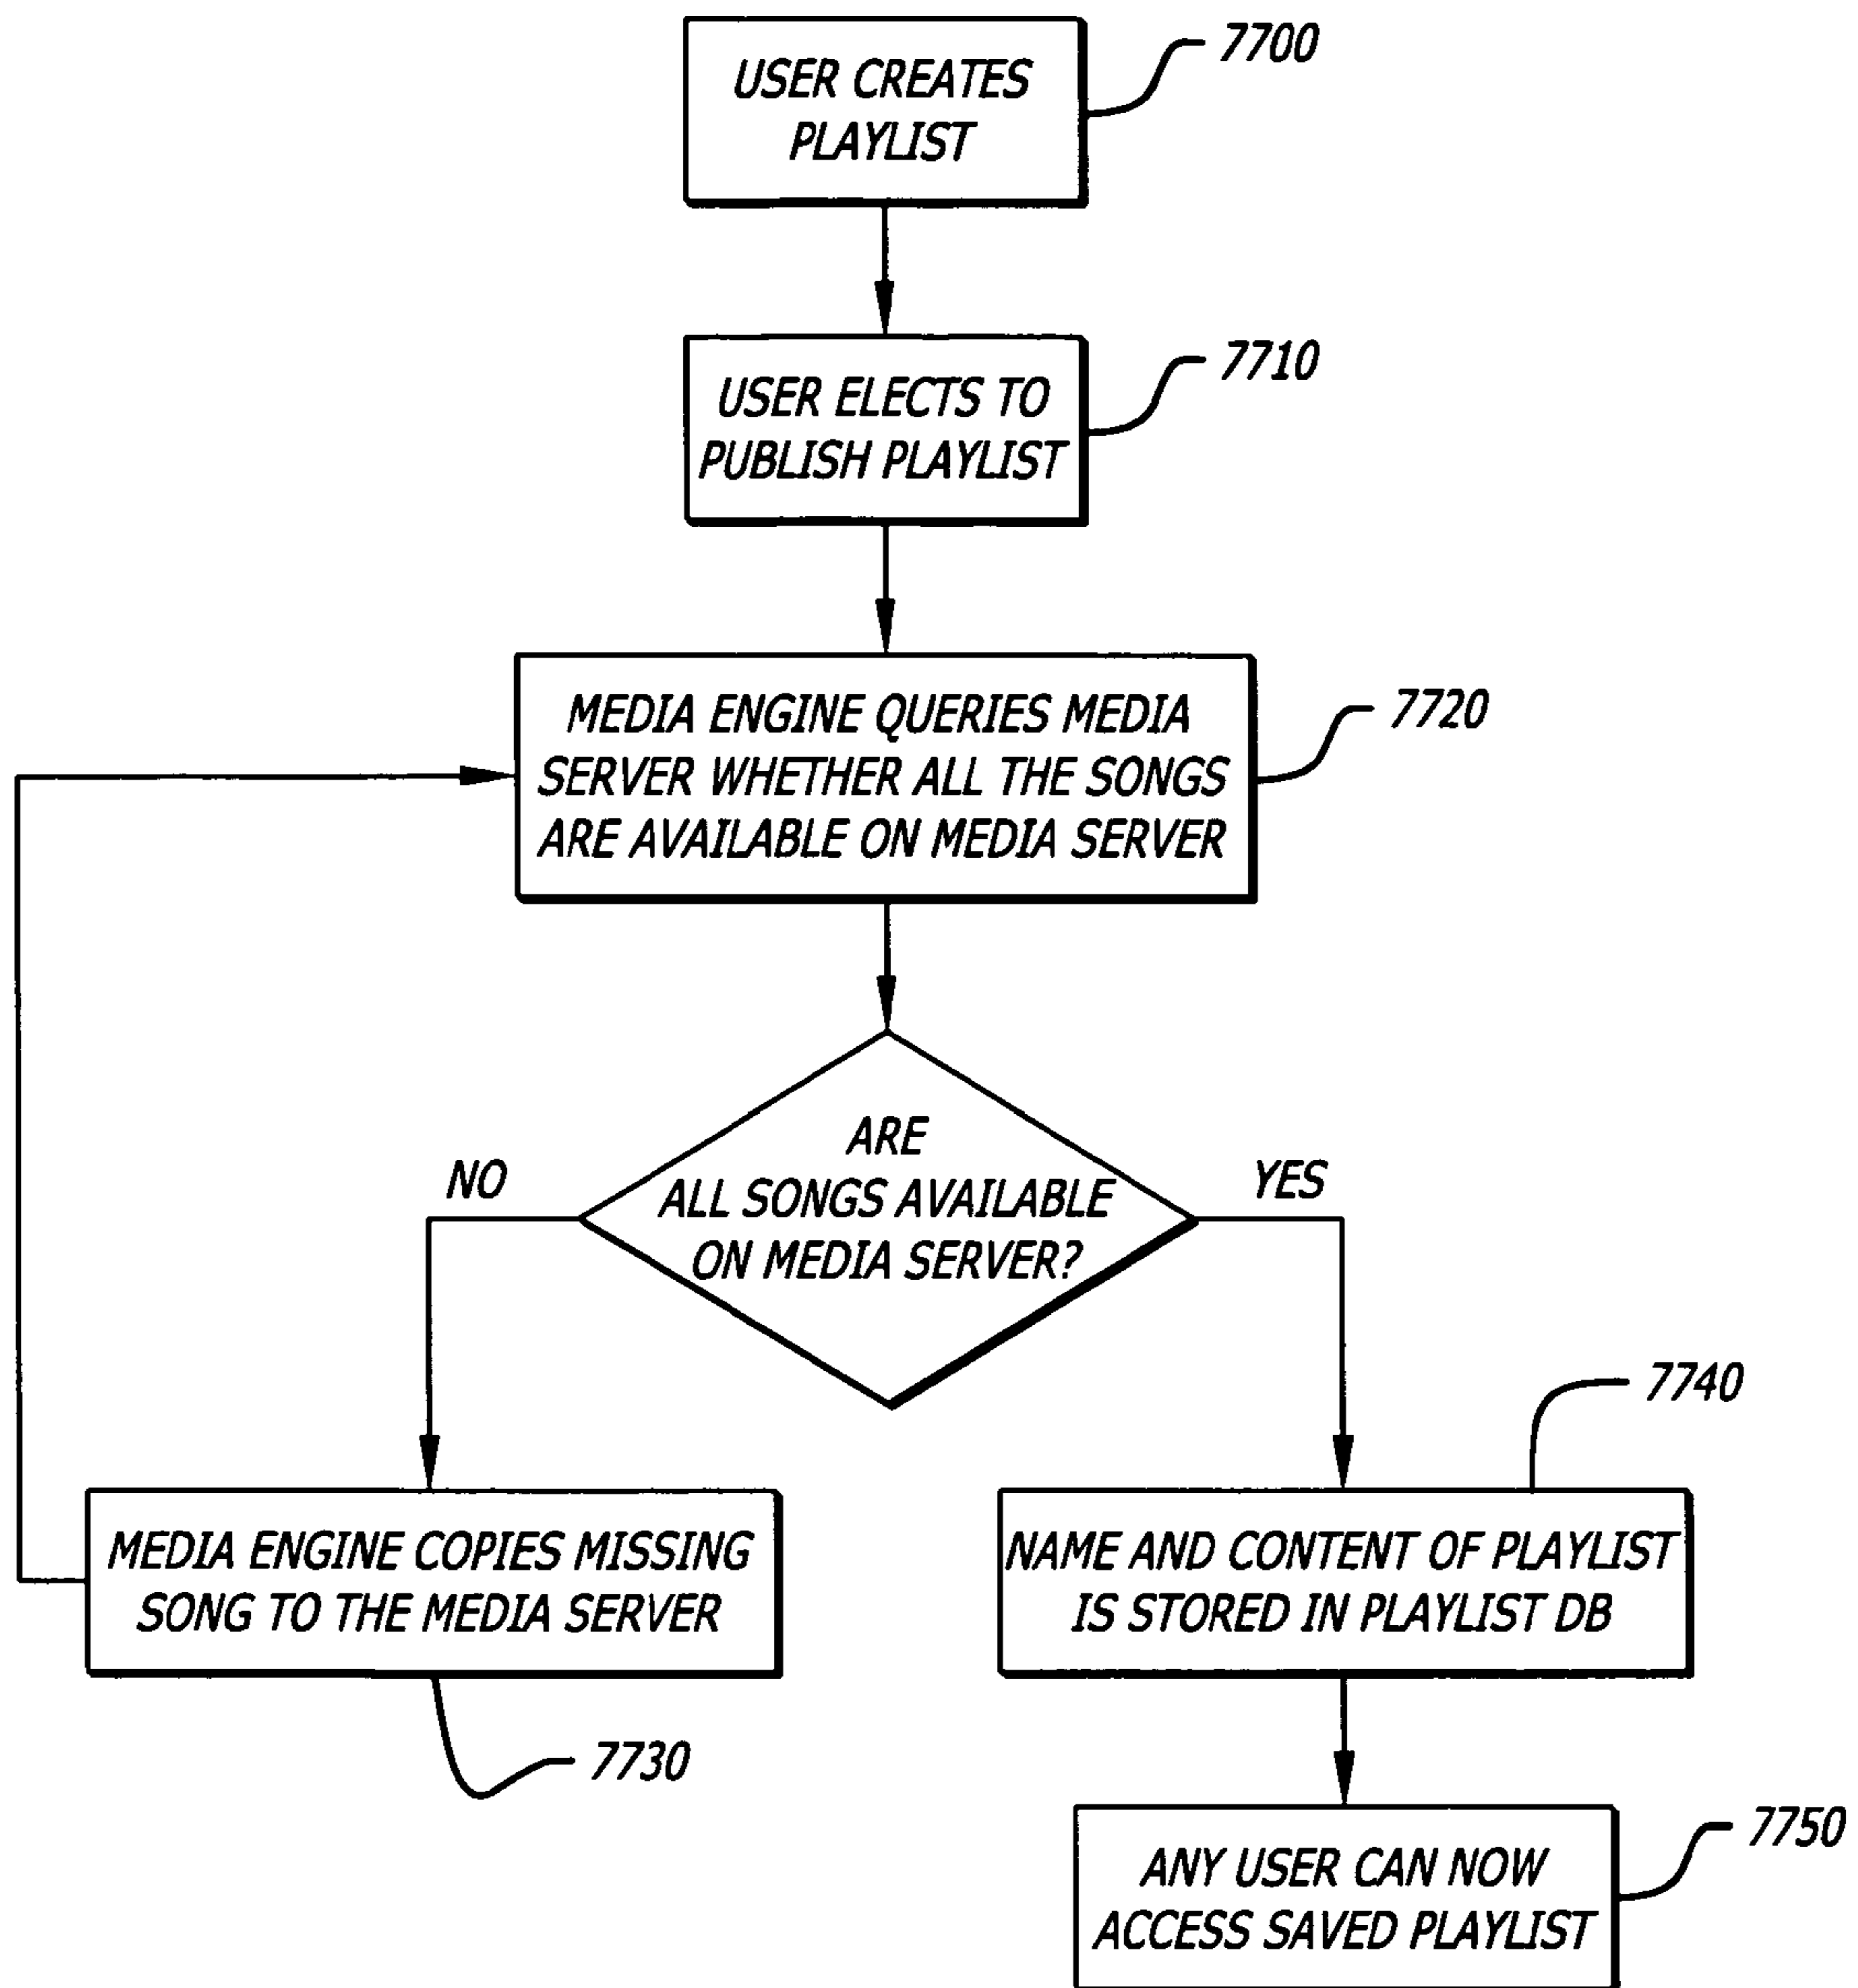 USER CREATES
PLAYLIST
7700
USER ELECTS TO
PUBLISH PLAYLIST
7710
MEDIA ENGINE QUERIES MEDIA
SERVER WHETHER ALL THE SONGS
ARE AVAILABLE ON MEDIA SERVER
7720
ARE
ALL SONGS AVAILABLE
ON MEDIA SERVER?
NO
YES
7740
MEDIA ENGINE COPIES MISSING
SONG TO THE MEDIA SERVER
7730
NAME AND CONTENT OF PLAYLIST
IS STORED IN PLAYLIST DB
7750
ANY USER CAN NOW
ACCESS SAVED PLAYLIST